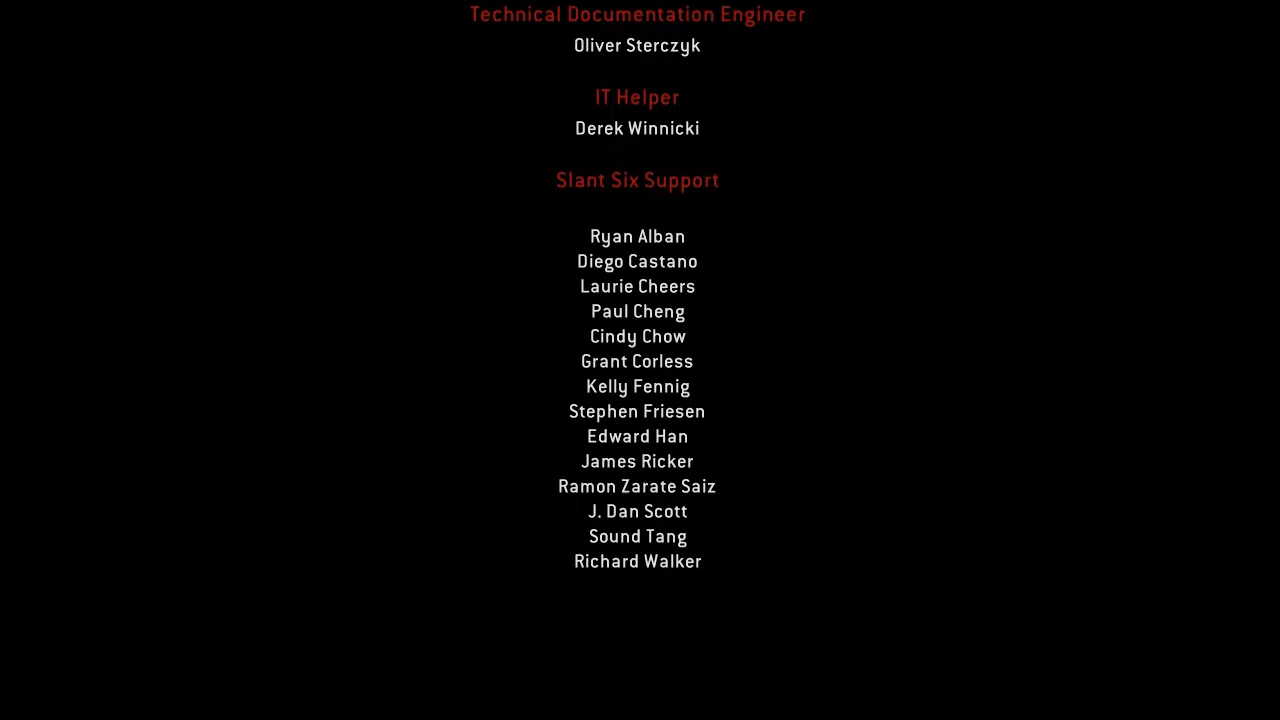 Technical Documentation Engineer
Oliver Sterczyk
IT Helper
Derek Winnicki
Slant Six Support
Ryan Alban
Diego Castano
Laurie Cheers
Paul Cheng
Cindy Chow
Grant Corless
Kelly Fennig
Stephen Friesen
Edward Han
James Ricker
Ramon Zarate Saiz
J. Dan Scott
Sound Tang
Richard Walker